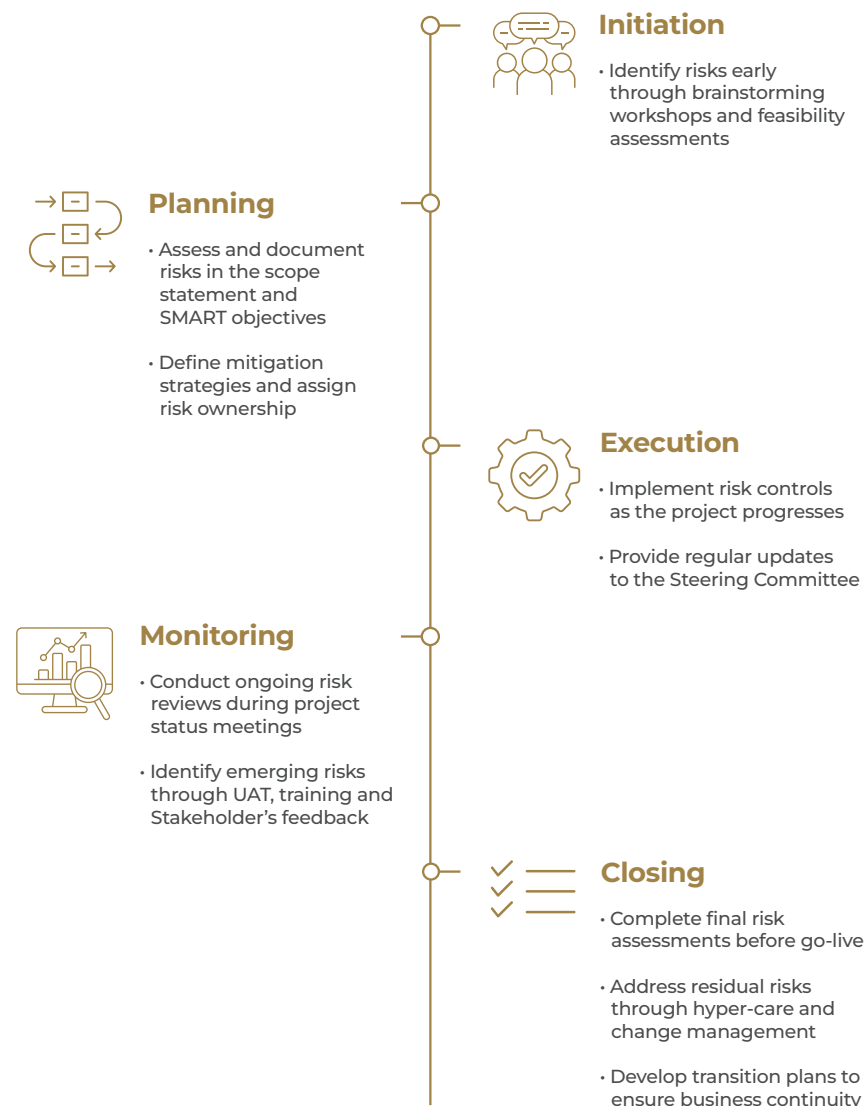 Initiation
• Identify risks early
through brainstorming
workshops and feasibility
assessments
Planning
• Assess and document
risks in the scope
statement and
SMART objectives
• Define mitigation
strategies and assign
risk ownership
Execution
• Implement risk controls
as the project progresses
• Provide regular updates
to the Steering Committee
Monitoring
• Conduct ongoing risk
reviews during project
status meetings
• Identify emerging risks
through UAT, training and
Stakeholder’s feedback
Closing
• Complete final risk
assessments before go-live
• Address residual risks
through hyper-care and
change management
• Develop transition plans to
ensure business continuity